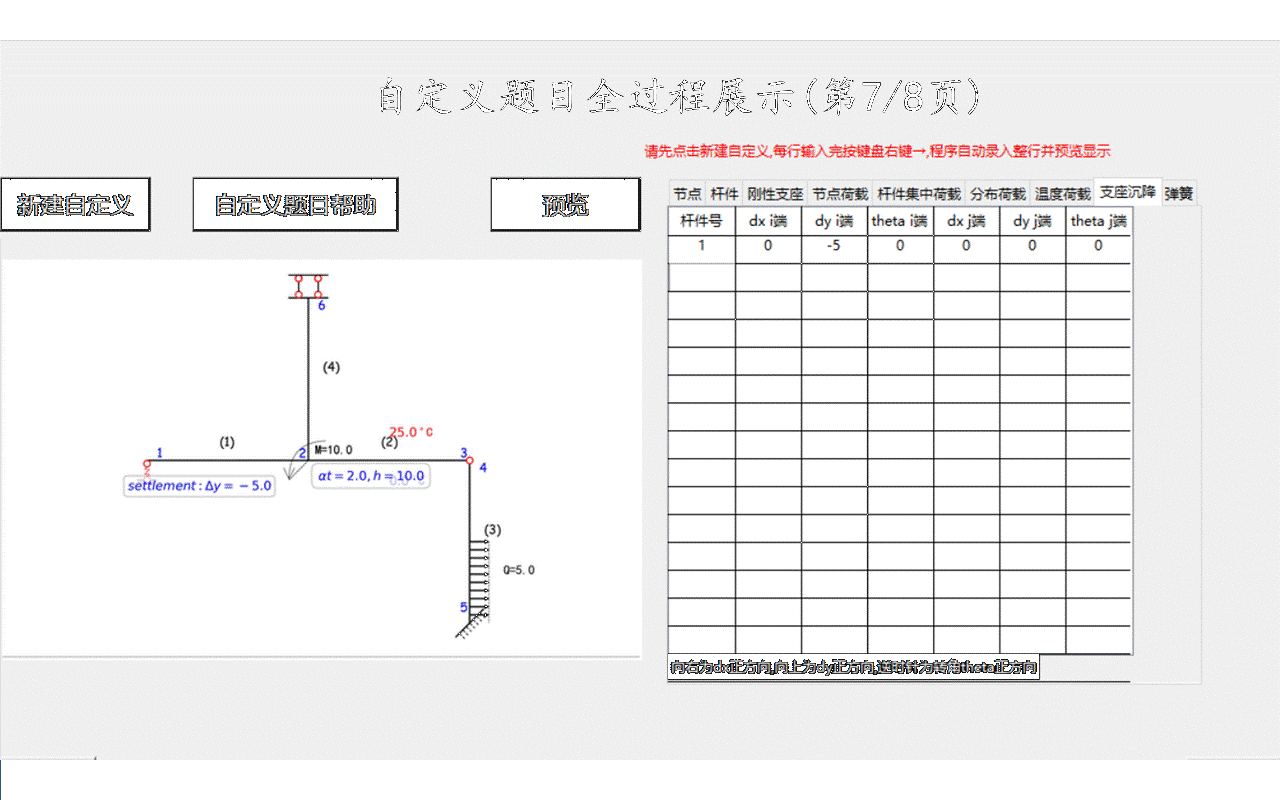 自定义题目全过程展示(第7/8页)
请先点击新建自定义,每行输入完按键盘右键→,程序自动录入整行并预览显示
新建自定义 自定义题目帮助 预览
节点 杆件 刚性支座 节点荷载 杆件集中荷载 分布荷载 温度荷载 支座沉降 弹簧
杆件号 dx i端 dy i端 theta i端 dx j端 dy j端 theta j端
1 0 -5 0 0 0 0
6
(4)
25.0°C
(1) (2)
1 2 M=10.0 3
4
settlement: Δy = − 5.0
αt = 2.0, h = 10.0
(3)
Q=5.0
5
向右为dx正方向,向上为dy正方向,逆时针为转角theta正方向